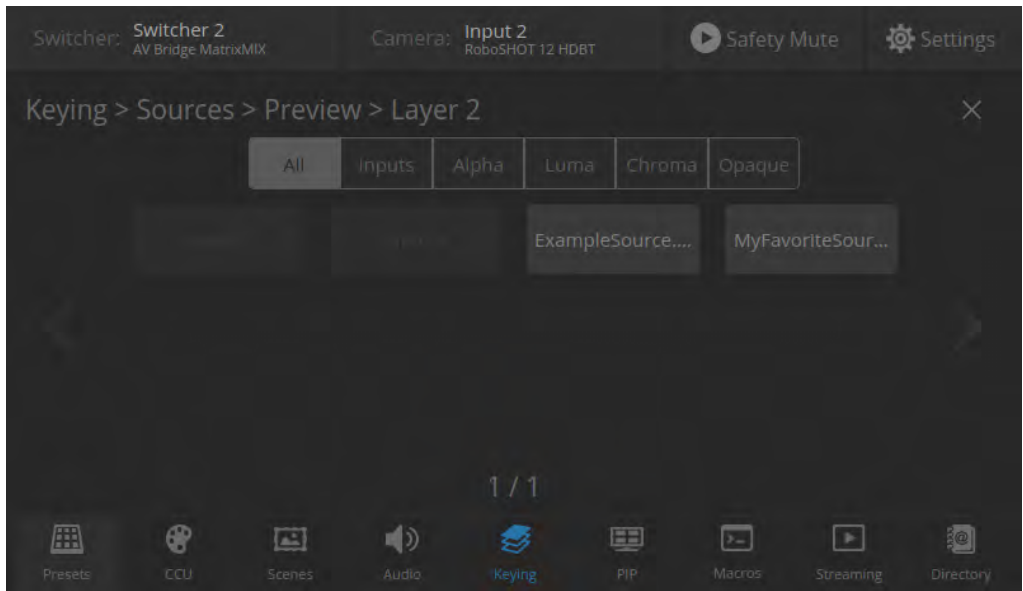 Switcher: Switcher 2
AV Bridge MatrixMIX
Camera: Input 2
RoboSHOT 12 HDBT
Safety Mute
Settings
Keying > Sources > Preview > Layer 2
All Inputs Alpha Luma Chroma Opaque
ExampleSource.... MyFavoriteSour...
1 / 1
Presets CCU Scenes Audio Keying PIP Macros Streaming Directory